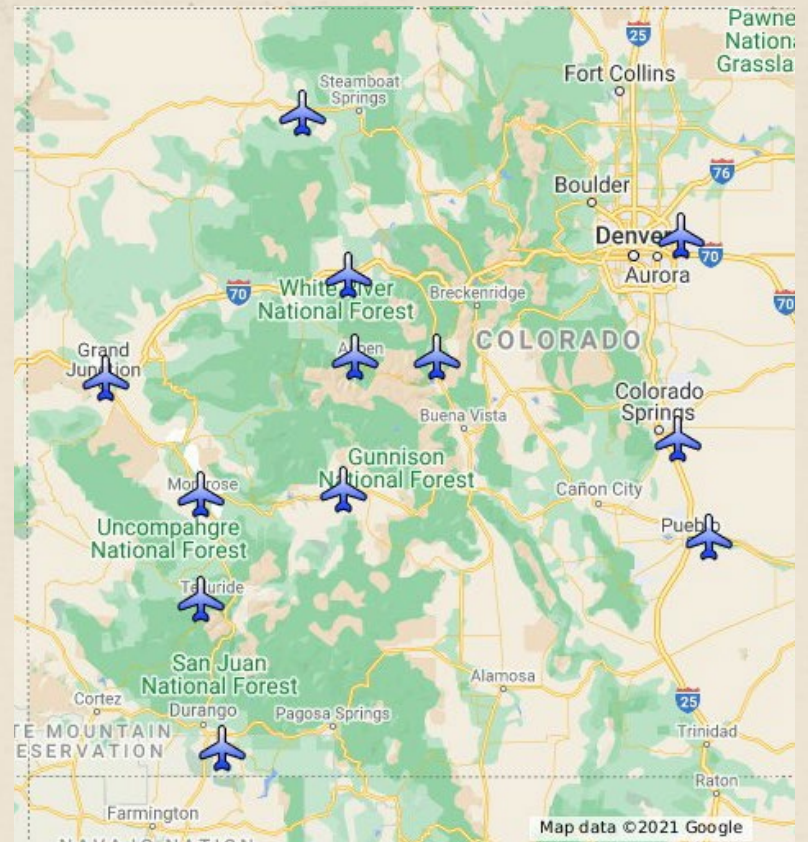 Pawne
Nationa
Grassla
25
Fort Collins
Steamboat
Springs
76
Boulder
Denver
70
Aurora
White River
National Forest
70
Breckenridge
70
COLORADO
Grand
Junction
Aspen
Colorado
Springs
Buena Vista
Gunnison
National Forest
Montrose
Cañon City
Uncompahgre
National Forest
Pueblo
Telluride
San Juan
National Forest
Alamosa
25
Cortez
Durango
Pagosa Springs
TE MOUNTAIN
ESERVATION
Trinidad
Raton
Farmington
NAVAJO NATION
Map data ©2021 Google